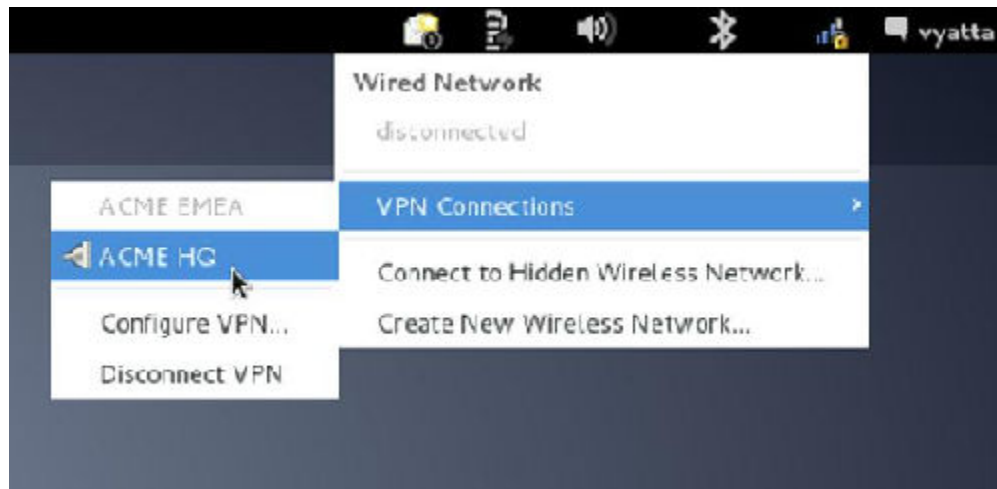 vyatta
Wired Network
disconnected
VPN Connections
Connect to Hidden Wireless Network...
Create New Wireless Network...
ACME EMEA
ACME HQ
Configure VPN...
Disconnect VPN